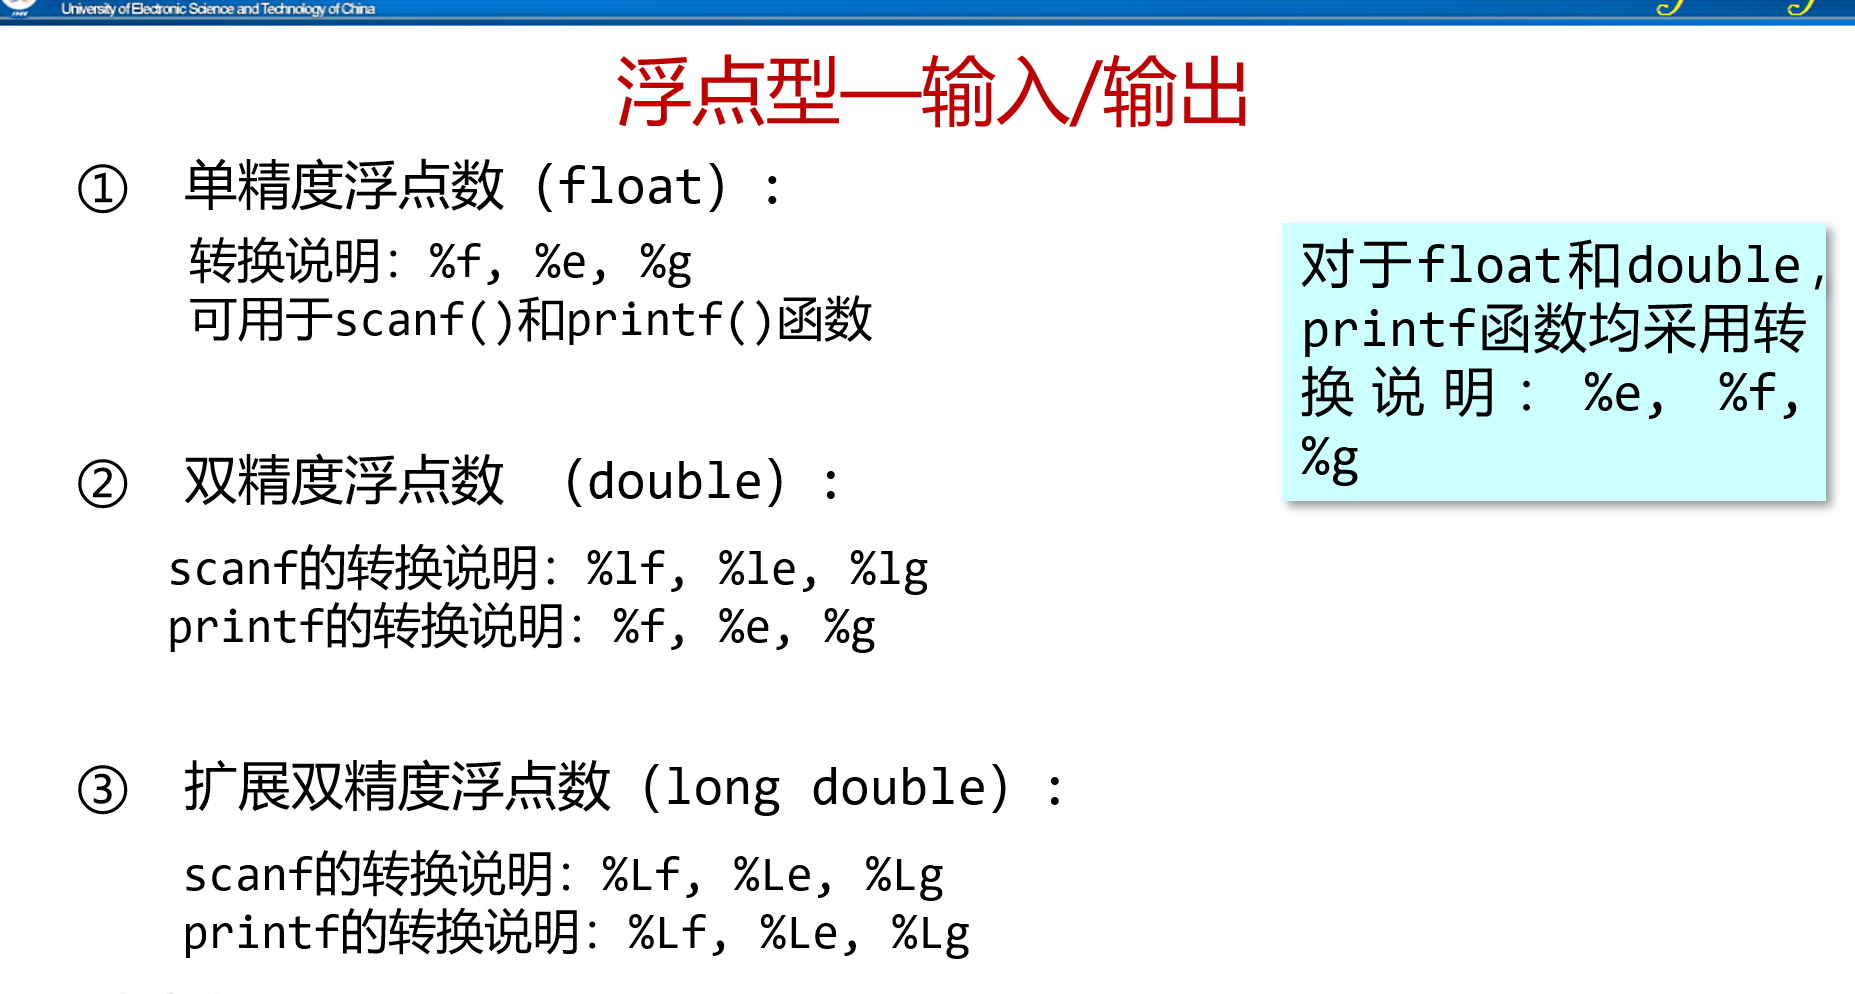 University of Electronic Science and Technology of China
浮点型—输入/输出
① 单精度浮点数（float）:
转换说明: %f, %e, %g
可用于scanf()和printf()函数
对于float和double,
printf函数均采用转
换说明: %e, %f,
%g
② 双精度浮点数 （double）:
scanf的转换说明: %lf, %le, %lg
printf的转换说明: %f, %e, %g
③ 扩展双精度浮点数（long double）:
scanf的转换说明: %Lf, %Le, %Lg
printf的转换说明: %Lf, %Le, %Lg